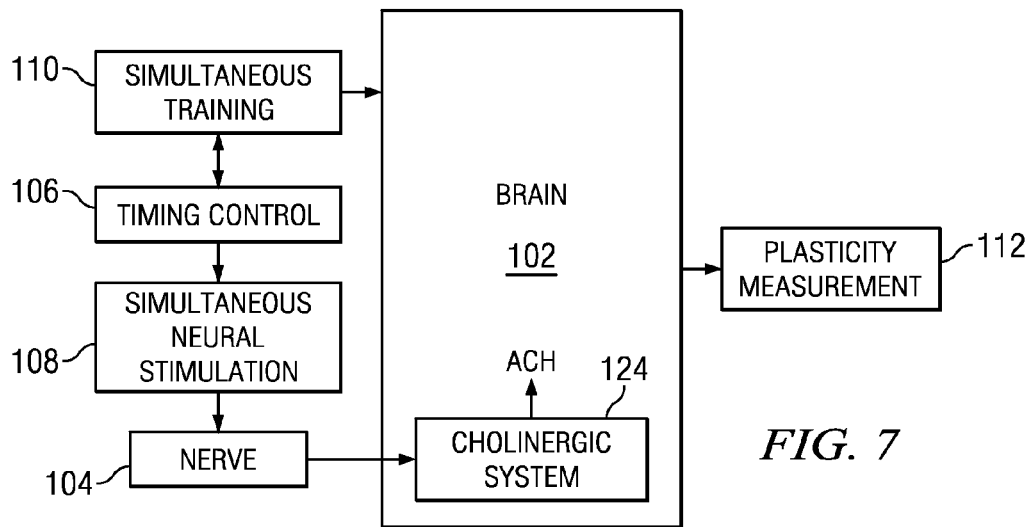 110
SIMULTANEOUS
TRAINING
106
TIMING CONTROL
108
SIMULTANEOUS
NEURAL
STIMULATION
104
NERVE
BRAIN
102
ACH
124
CHOLINERGIC
SYSTEM
PLASTICITY
MEASUREMENT
112
FIG. 7